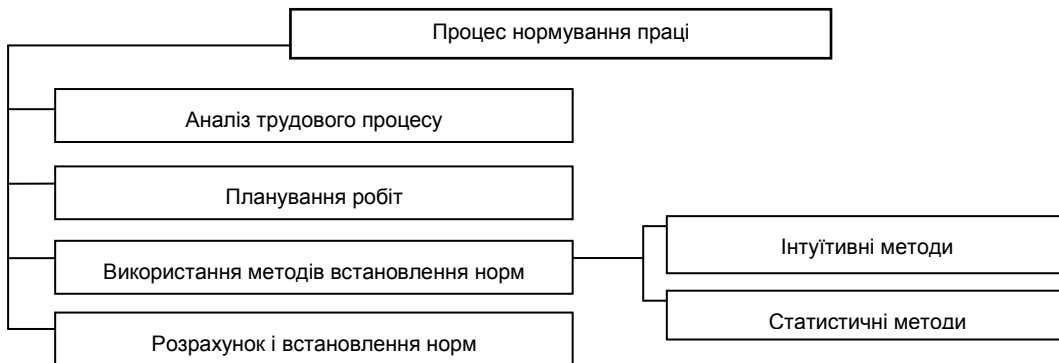 Процес нормування праці
Аналіз трудового процесу
Планування робіт
Використання методів встановлення норм
Інтуїтивні методи
Статистичні методи
Розрахунок і встановлення норм